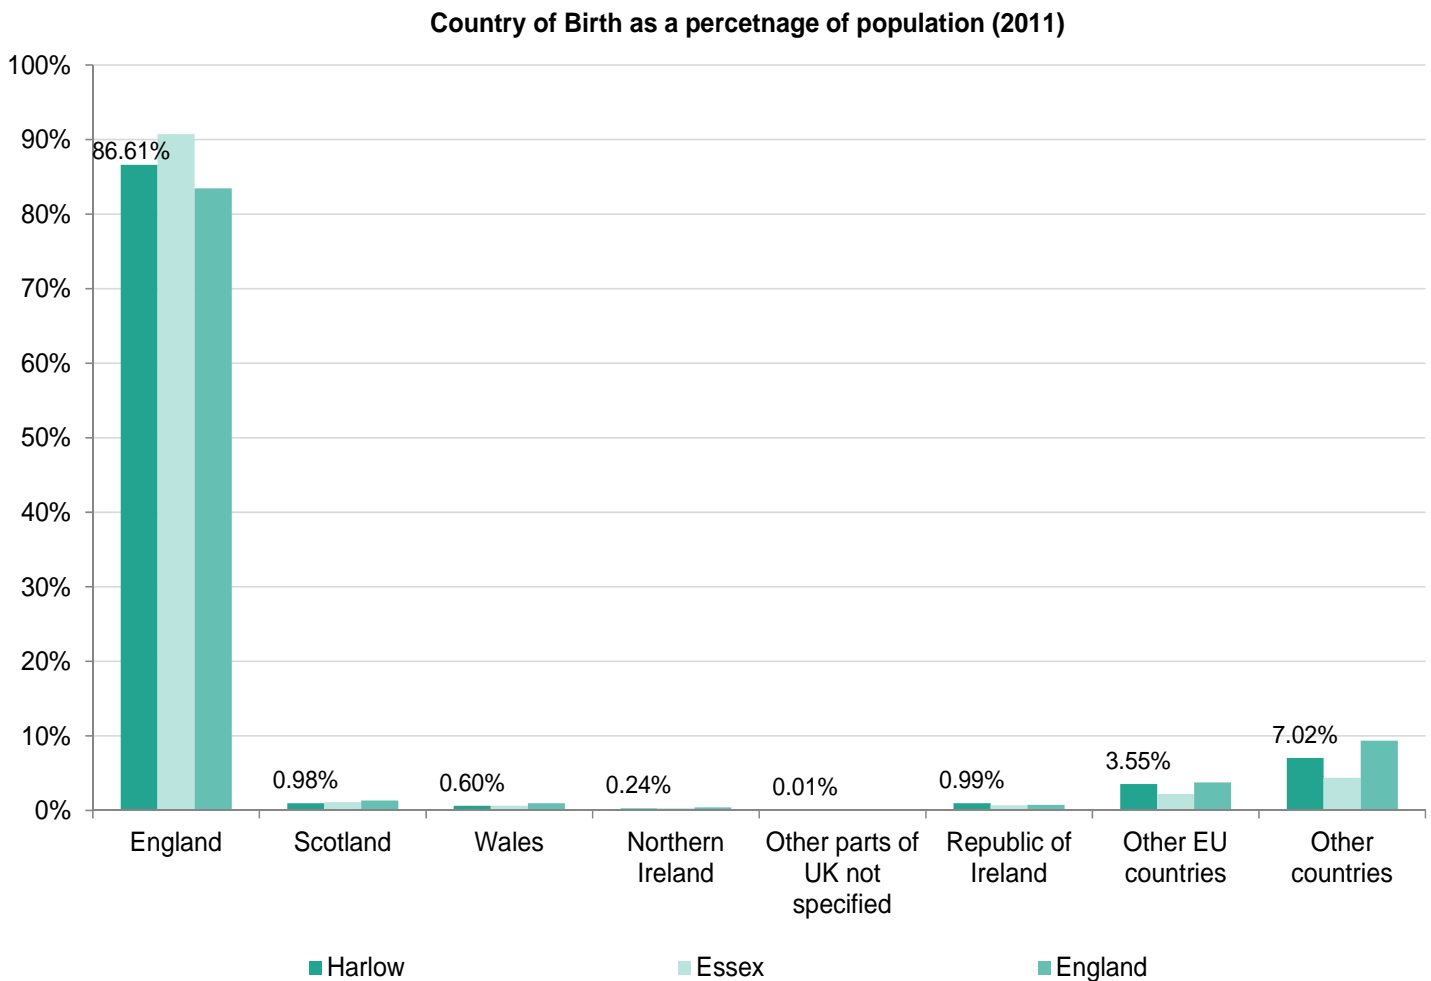 Country of Birth as a percetnage of population (2011)
100%
90%
80%
70%
60%
50%
40%
30%
20%
10%
0%
86.61%
0.98%
0.60%
0.24%
0.01%
0.99%
3.55%
7.02%
England
Scotland
Wales
Northern
Ireland
Other parts of
UK not
specified
Republic of
Ireland
Other EU
countries
Other
countries
Harlow
Essex
England